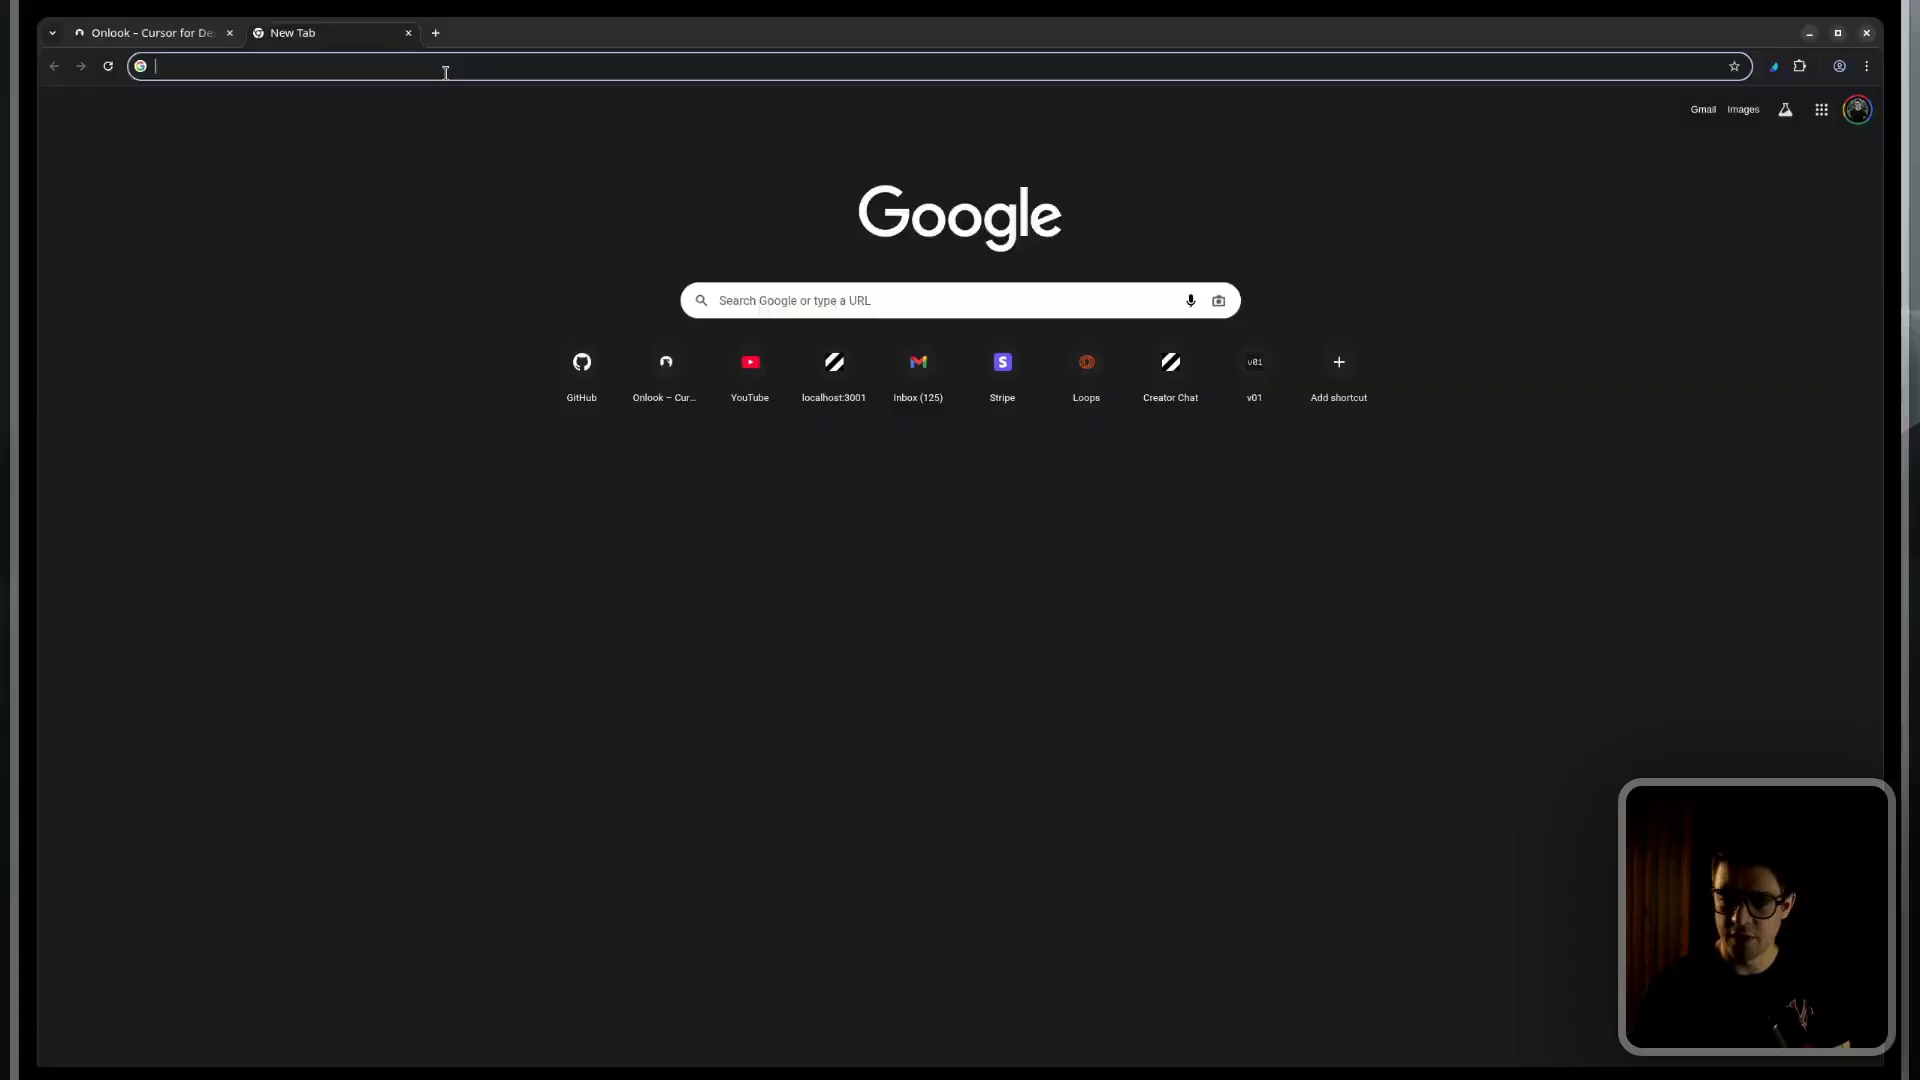 Onlook – Cursor for De
New Tab
Gmail Images
Google
Search Google or type a URL
v01
GitHub
Onlook – Cur...
YouTube
localhost:3001
Inbox (125)
Stripe
Loops
Creator Chat
v01
Add shortcut